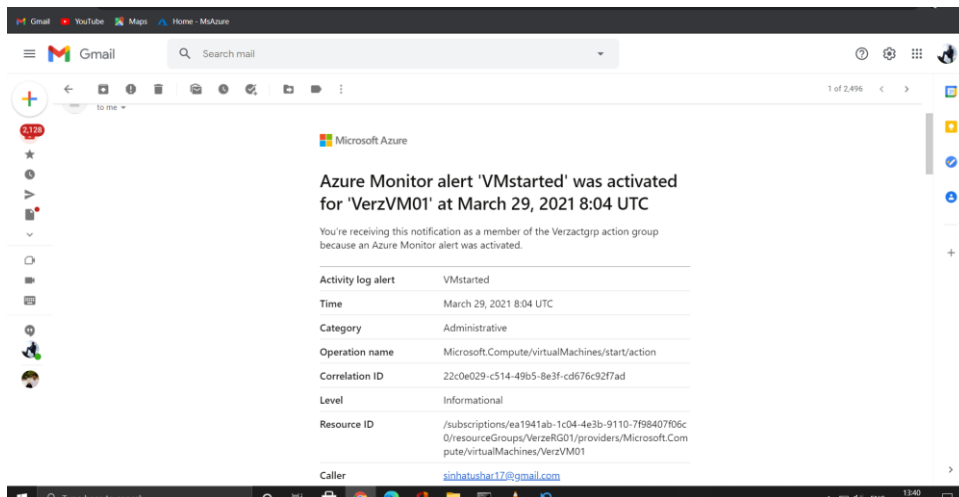 Gmail YouTube Maps Home - MsAzure
Gmail
Search mail
1 of 2,496
to me
2,128
Microsoft Azure
Azure Monitor alert 'VMstarted' was activated
for 'VerzVM01' at March 29, 2021 8:04 UTC
You're receiving this notification as a member of the Verzactgrp action group
because an Azure Monitor alert was activated.
Activity log alert VMstarted
Time March 29, 2021 8:04 UTC
Category Administrative
Operation name Microsoft.Compute/virtualMachines/start/action
Correlation ID 22c0e029-c514-49b5-8e3f-cd676c92f7ad
Level Informational
Resource ID /subscriptions/ea1941ab-1c04-4e3b-9110-7f98407f06c
0/resourceGroups/VerzeRG01/providers/Microsoft.Com
pute/virtualMachines/VerzVM01
Caller sinhatushar17@gmail.com
13:40